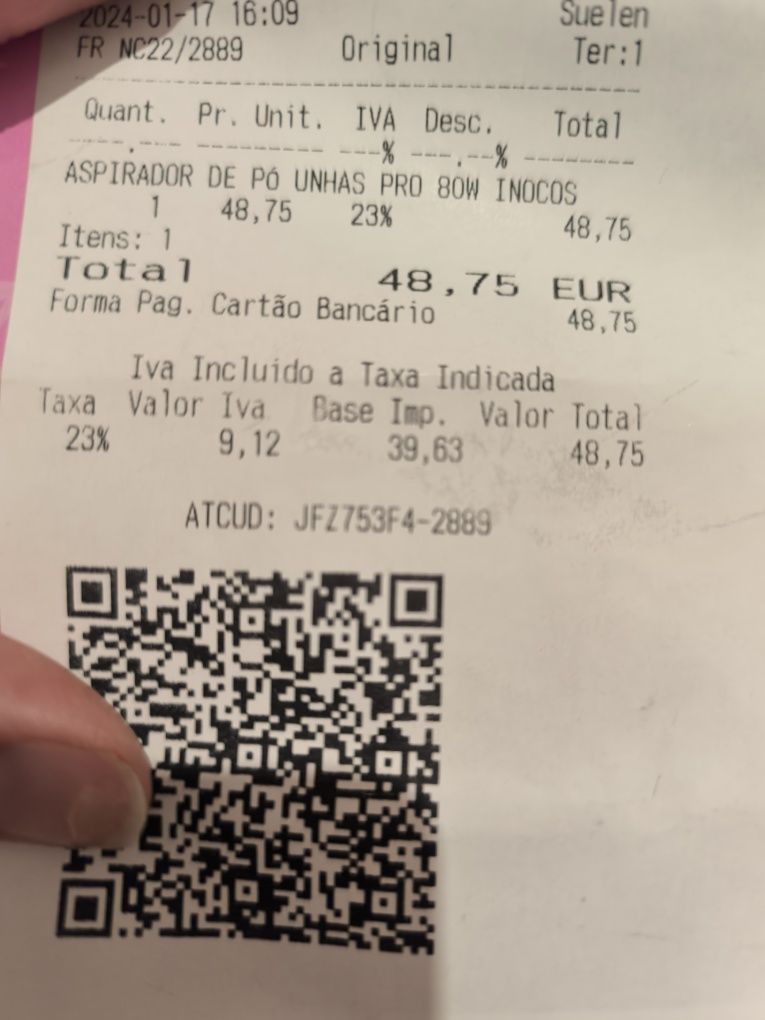 2024-01-17 16:09 Suelen
FR NC22/2889 Original Ter:1
Quant. Pr. Unit. IVA Desc. Total
---.---- --------- ---% ---.--% --------
ASPIRADOR DE PÓ UNHAS PRO 80W INOCOS
1 48,75 23% 48,75
Itens: 1
Total 48,75 EUR
Forma Pag. Cartão Bancário 48,75
Iva Incluido a Taxa Indicada
Taxa Valor Iva Base Imp. Valor Total
23% 9,12 39,63 48,75
ATCUD: JFZ753F4-2889